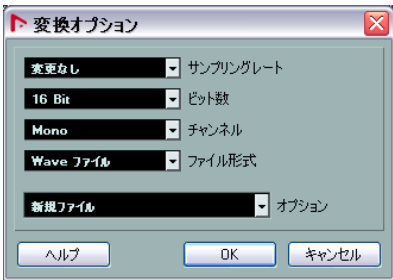 変換オプション
変更なし サンプリングレート
16 Bit ビット数
Mono チャンネル
Wave ファイル ファイル形式
新規ファイル オプション
ヘルプ OK キャンセル